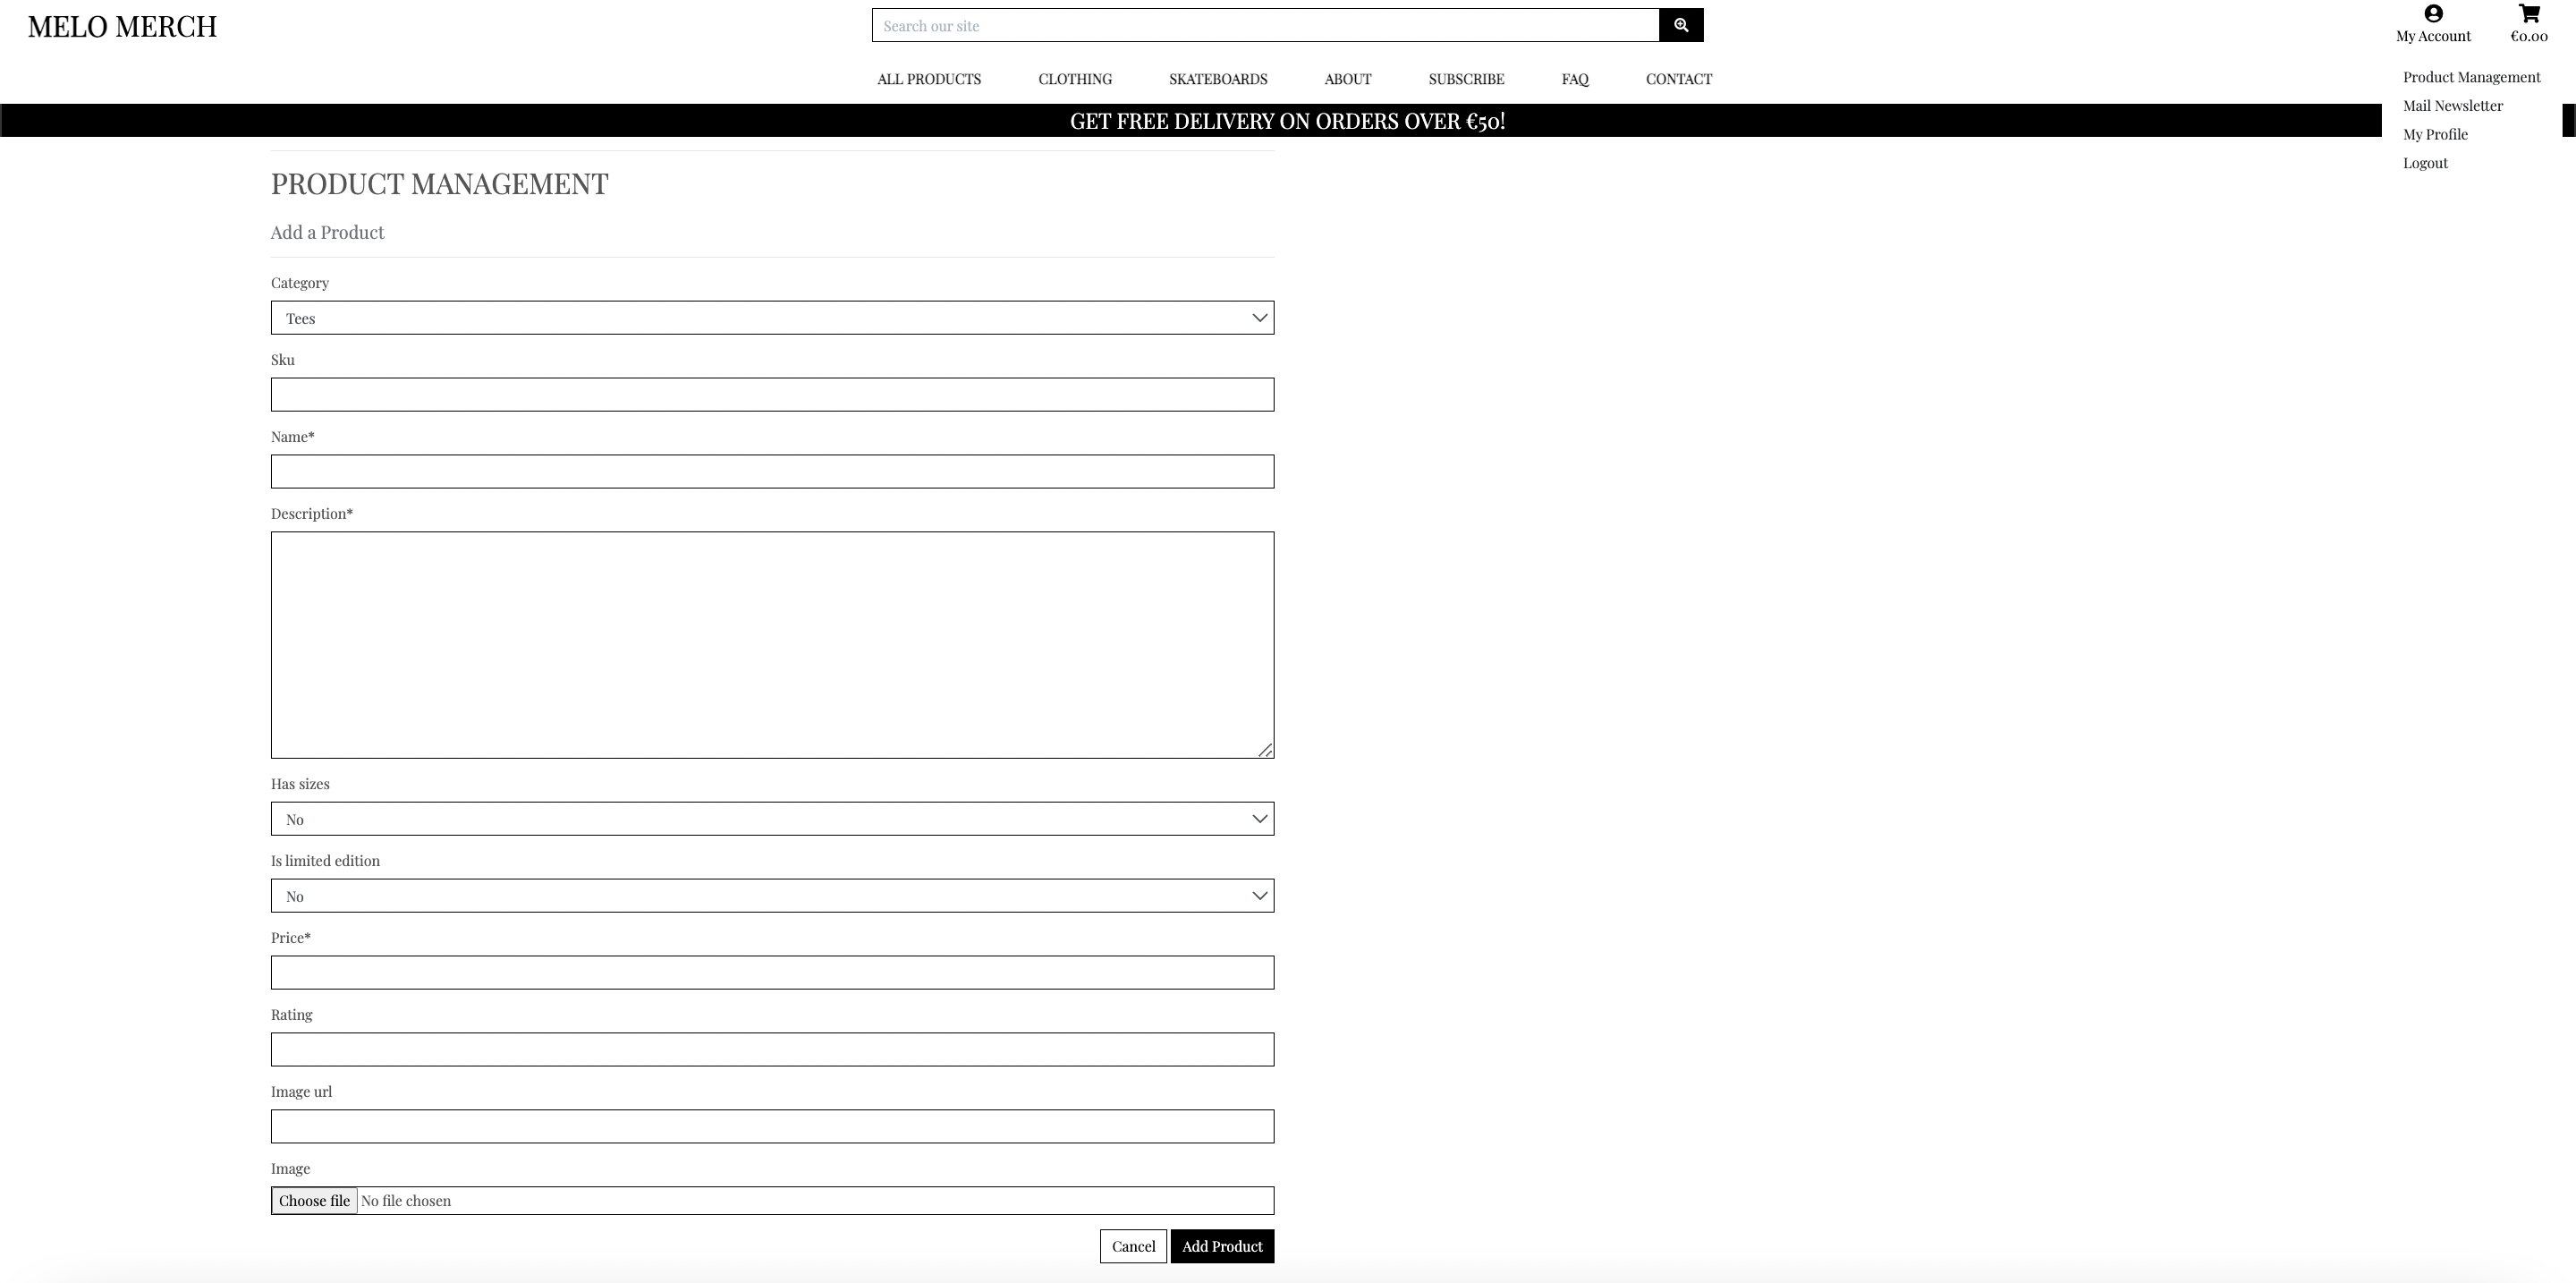 MELO MERCH
Search our site
My Account
€0.00
ALL PRODUCTS CLOTHING SKATEBOARDS ABOUT SUBSCRIBE FAQ CONTACT
Product Management
Mail Newsletter
My Profile
Logout
GET FREE DELIVERY ON ORDERS OVER €50!
PRODUCT MANAGEMENT
Add a Product
Category
Tees
Sku
Name*
Description*
Has sizes
No
Is limited edition
No
Price*
Rating
Image url
Image
Choose file No file chosen
Cancel Add Product